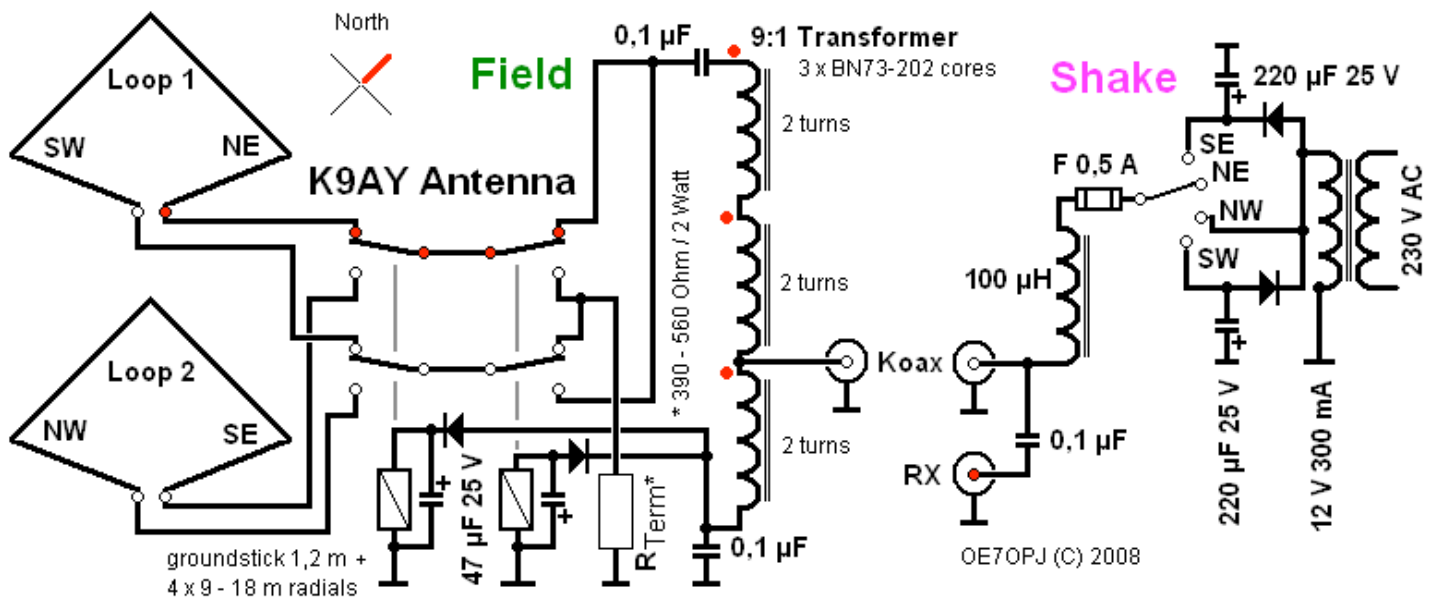 North
Loop 1
SW
NE
Field
0,1 µF
9:1 Transformer
3 x BN73-202 cores
2 turns
K9AY Antenna
* 390 - 560 Ohm / 2 Watt
2 turns
Loop 2
NW
SE
2 turns
47 µF 25 V
R Term*
0,1 µF
groundstick 1,2 m +
4 x 9 - 18 m radials
Shake
220 µF 25 V
SE
NE
NW
SW
F 0,5 A
100 µH
230 V AC
Koax
0,1 µF
RX
220 µF 25 V
12 V 300 mA
OE7OPJ (C) 2008